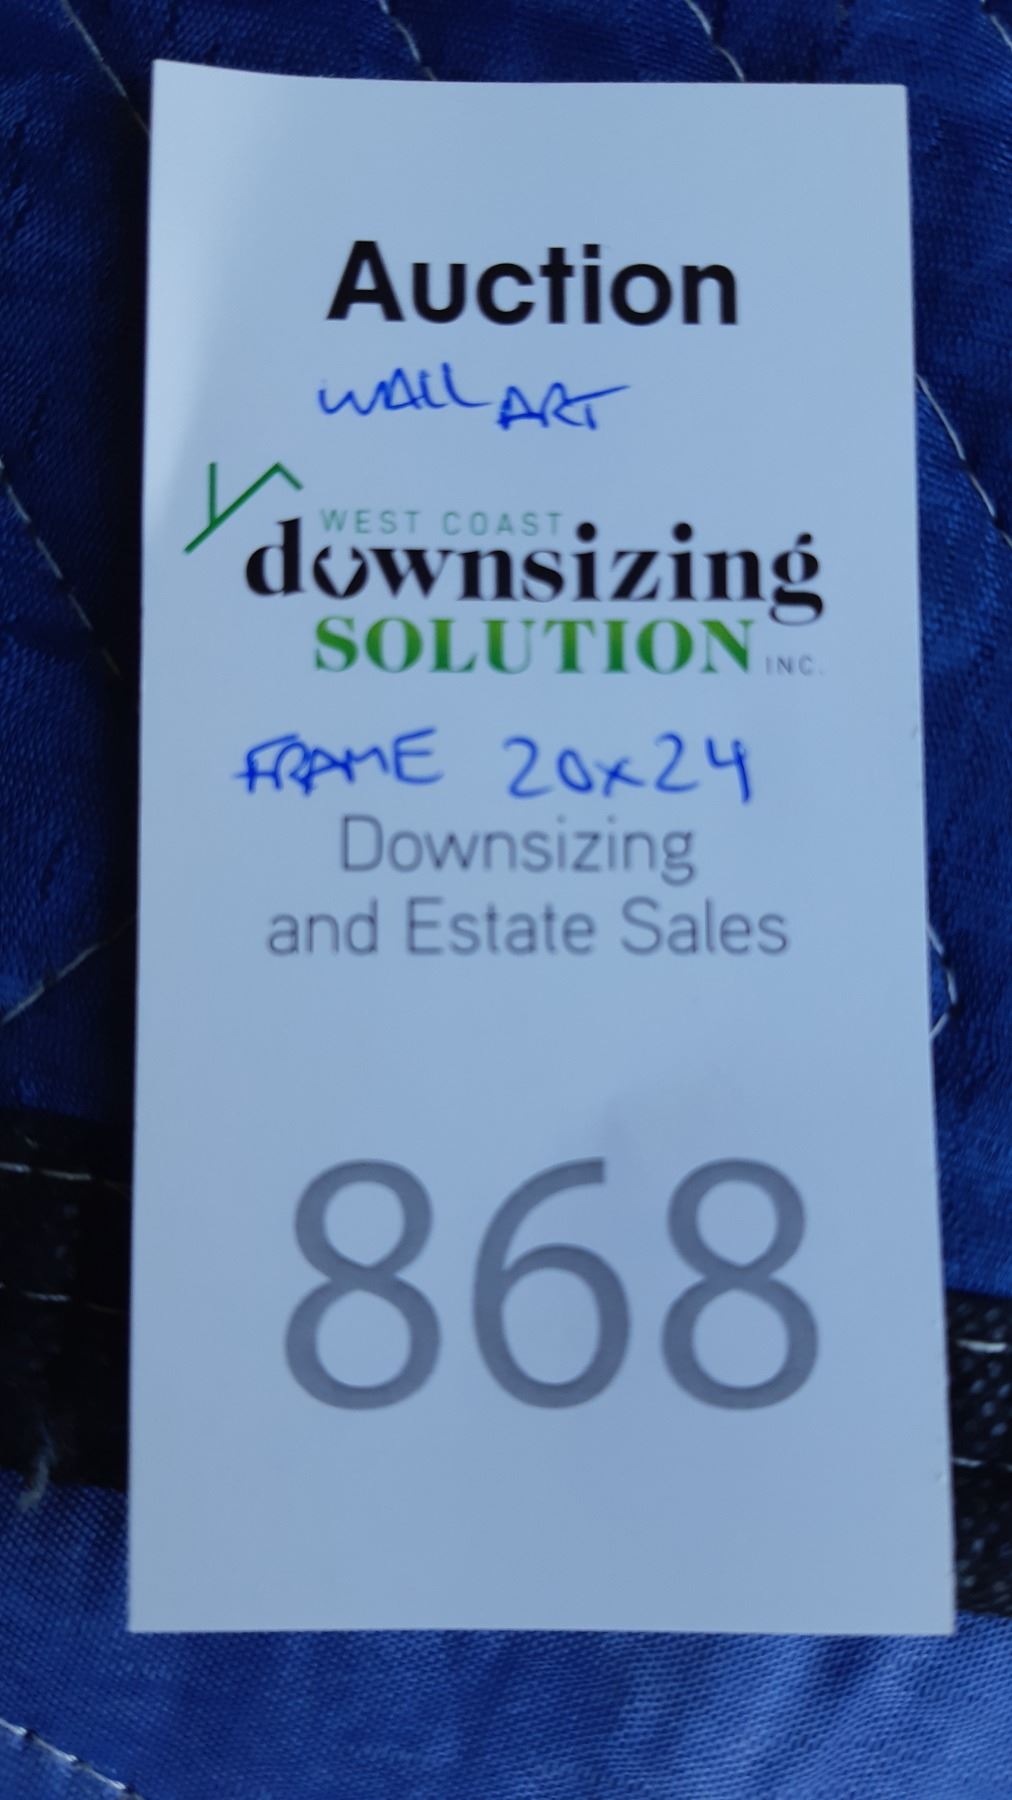 Auction
WALL ART
WEST COAST
downsizing
SOLUTION INC.
FRAME 20x24
Downsizing
and Estate Sales
868